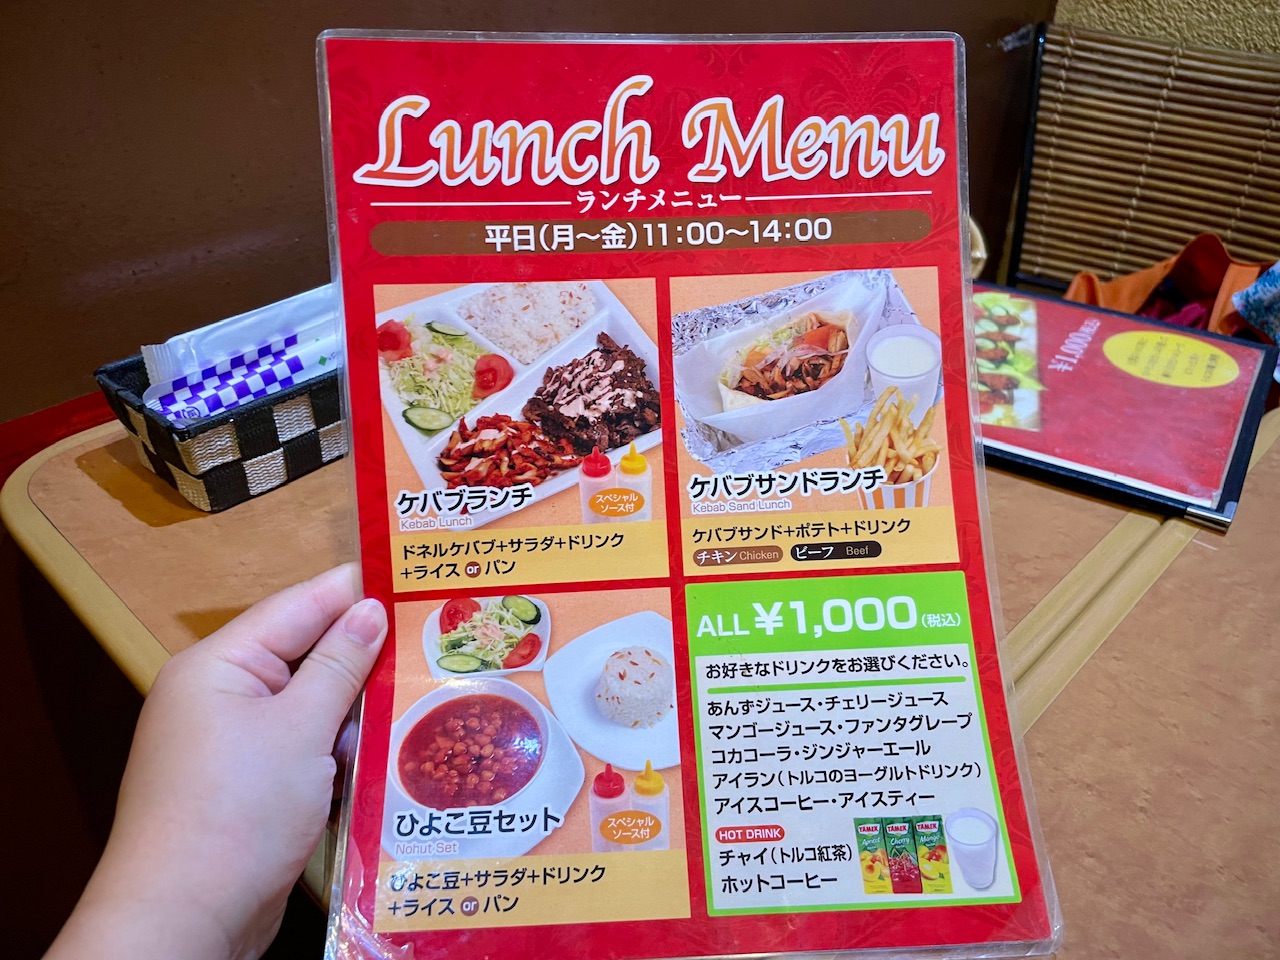 Lunch Menu
ランチメニュー
平日(月〜金)11:00〜14:00
ケバブランチ
Kebab Lunch
スペシャル
ソース付
ドネルケバブ+サラダ+ドリンク
+ライス or パン
ケバブサンドランチ
Kebab Sand Lunch
ケバブサンド+ポテト+ドリンク
チキン Chicken ビーフ Beef
ひよこ豆セット
Nohut Set
スペシャル
ソース付
ひよこ豆+サラダ+ドリンク
+ライス or パン
ALL ¥1,000(税込)
お好きなドリンクをお選びください。
あんずジュース・チェリージュース
マンゴージュース・ファンタグレープ
コカコーラ・ジンジャーエール
アイラン(トルコのヨーグルトドリンク)
アイスコーヒー・アイスティー
HOT DRINK
チャイ(トルコ紅茶)
ホットコーヒー
TAMEK TAMEK TAMEK
Apricot Cherry Mango
¥1,000(税込)